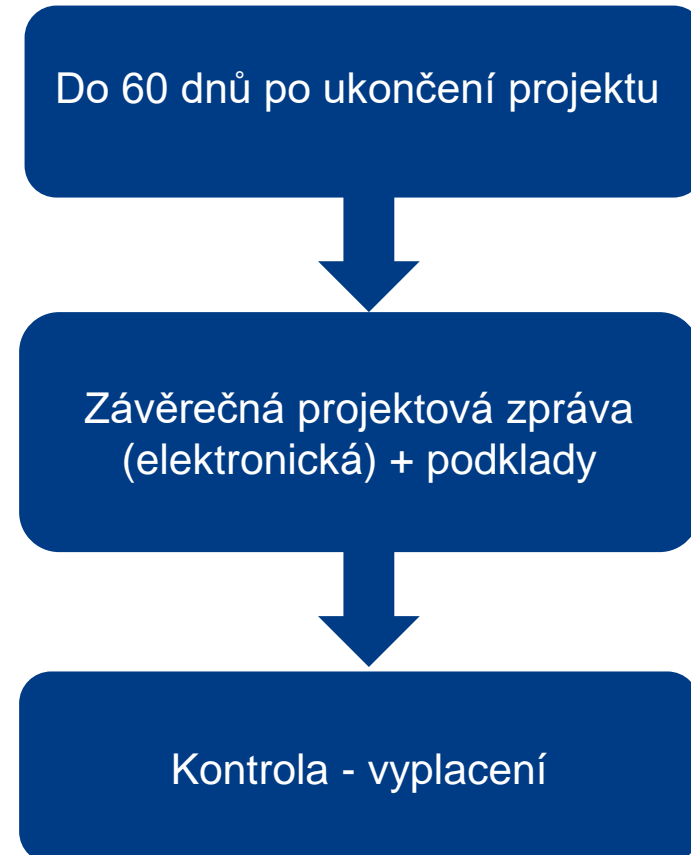 Do 60 dnů po ukončení projektu
Závěrečná projektová zpráva
(elektronická) + podklady
Kontrola - vyplacení